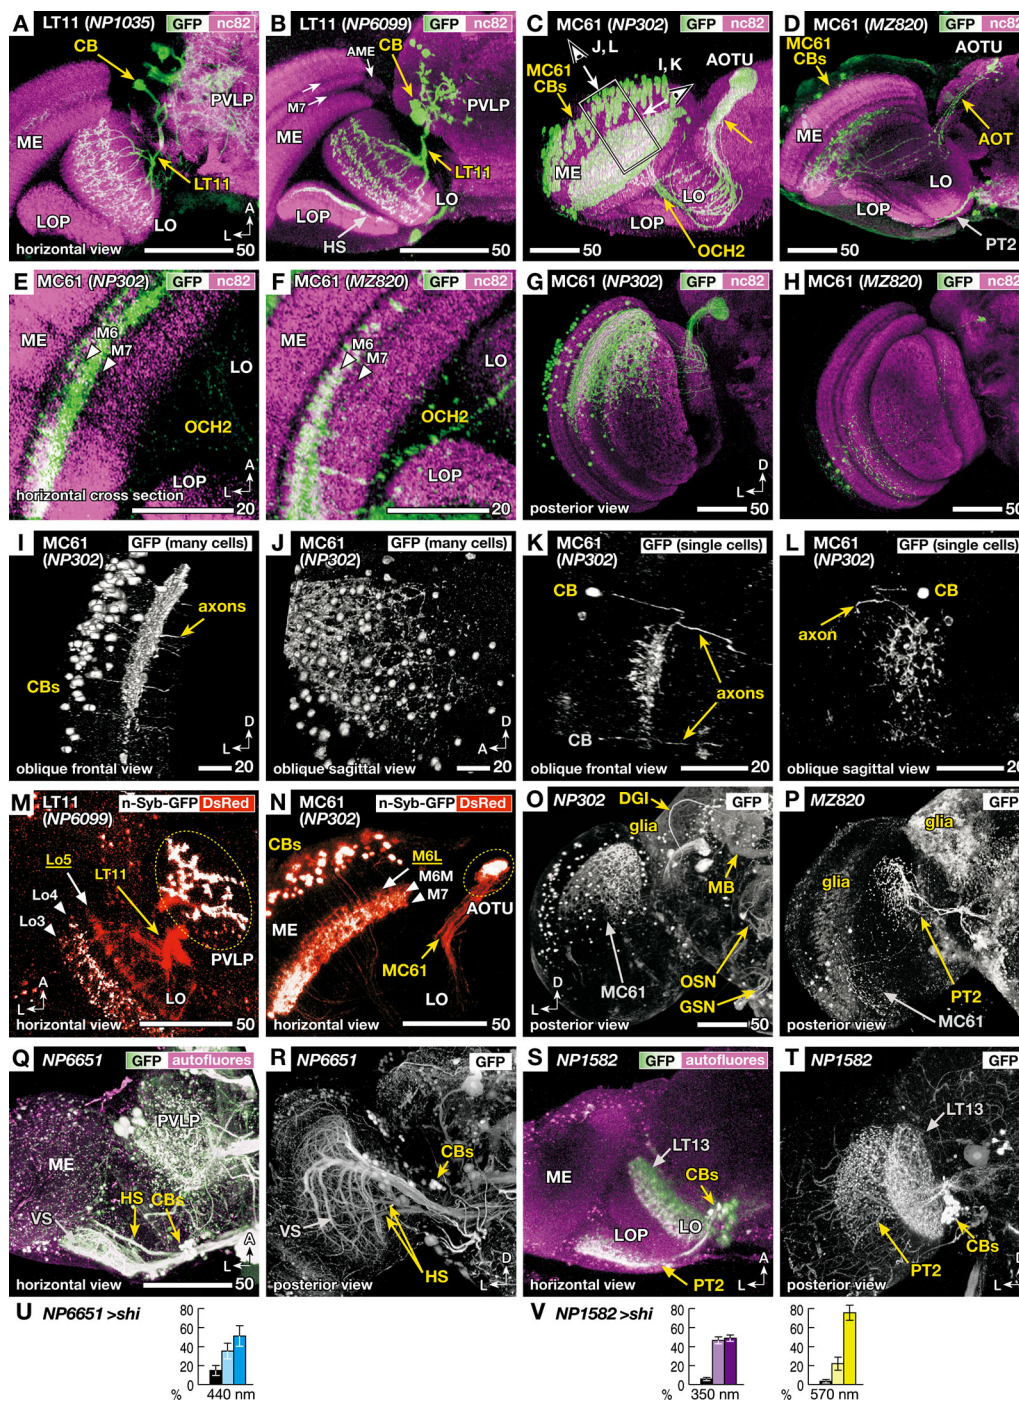 A LT11 (NP1035) GFP nc82
CB
PVLP
ME
LT11
LOP
LO
A
L
horizontal view
50
B LT11 (NP6099) GFP nc82
AME
CB
M7
PVLP
ME
LT11
LOP
LO
HS
horizontal view
50
C MC61 (NP302) GFP nc82
J, L
I, K
AOTU
MC61
CBs
ME
LO
LOP
OCH2
50
D MC61 (MZ820) GFP nc82
MC61
CBs
AOTU
ME
AOT
LO
LOP
PT2
50
E MC61 (NP302) GFP nc82
ME
M6
M7
LO
OCH2
LOP
A
L
horizontal cross section
20
F MC61 (MZ820) GFP nc82
ME
M6
M7
LO
OCH2
LOP
20
G MC61 (NP302) GFP nc82
D
L
posterior view
50
H MC61 (MZ820) GFP nc82
50
I MC61
(NP302)
GFP (many cells)
axons
CBs
D
L
oblique frontal view
20
J MC61
(NP302)
GFP (many cells)
D
A
oblique sagittal view
20
K MC61
(NP302)
GFP (single cells)
CB
axons
CB
oblique frontal view
20
L MC61
(NP302)
GFP (single cells)
CB
axon
oblique sagittal view
20
M LT11
(NP6099)
n-Syb-GFP DsRed
Lo5
LT11
Lo4
Lo3
PVLP
A
L
LO
horizontal view
50
N MC61
(NP302)
n-Syb-GFP DsRed
CBs
M6L
M6M
M7
AOTU
ME
MC61
LO
horizontal view
50
O NP302 GFP
DGI
glia
MB
MC61
OSN
GSN
D
L
posterior view
50
P MZ820 GFP
glia
glia
PT2
MC61
posterior view
Q NP6651 GFP autofluores
PVLP
ME
HS
CBs
VS
A
L
horizontal view
50
R NP6651 GFP
CBs
VS
HS
D
L
posterior view
S NP1582 GFP autofluores
LT13
ME
CBs
LO
LOP
PT2
A
L
horizontal view
T NP1582 GFP
LT13
CBs
PT2
D
L
posterior view
U NP6651 >shi
80
60
40
20
0
%
440 nm
V NP1582 >shi
80
60
40
20
0
%
350 nm
80
60
40
20
0
%
570 nm